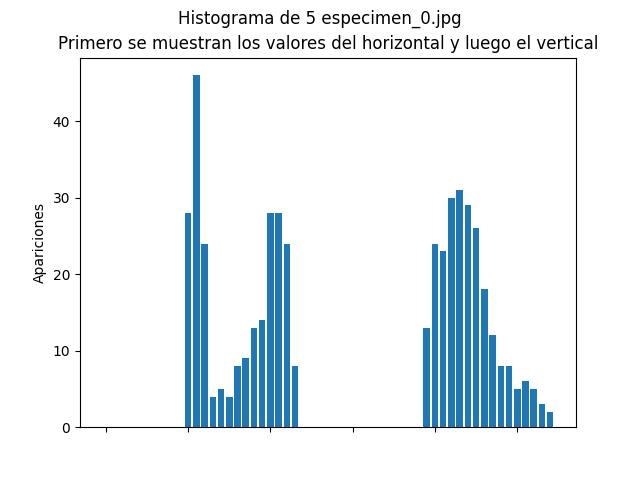 Histograma de 5 especimen_0.jpg
Primero se muestran los valores del horizontal y luego el vertical
40
30
Apariciones
20
10
0